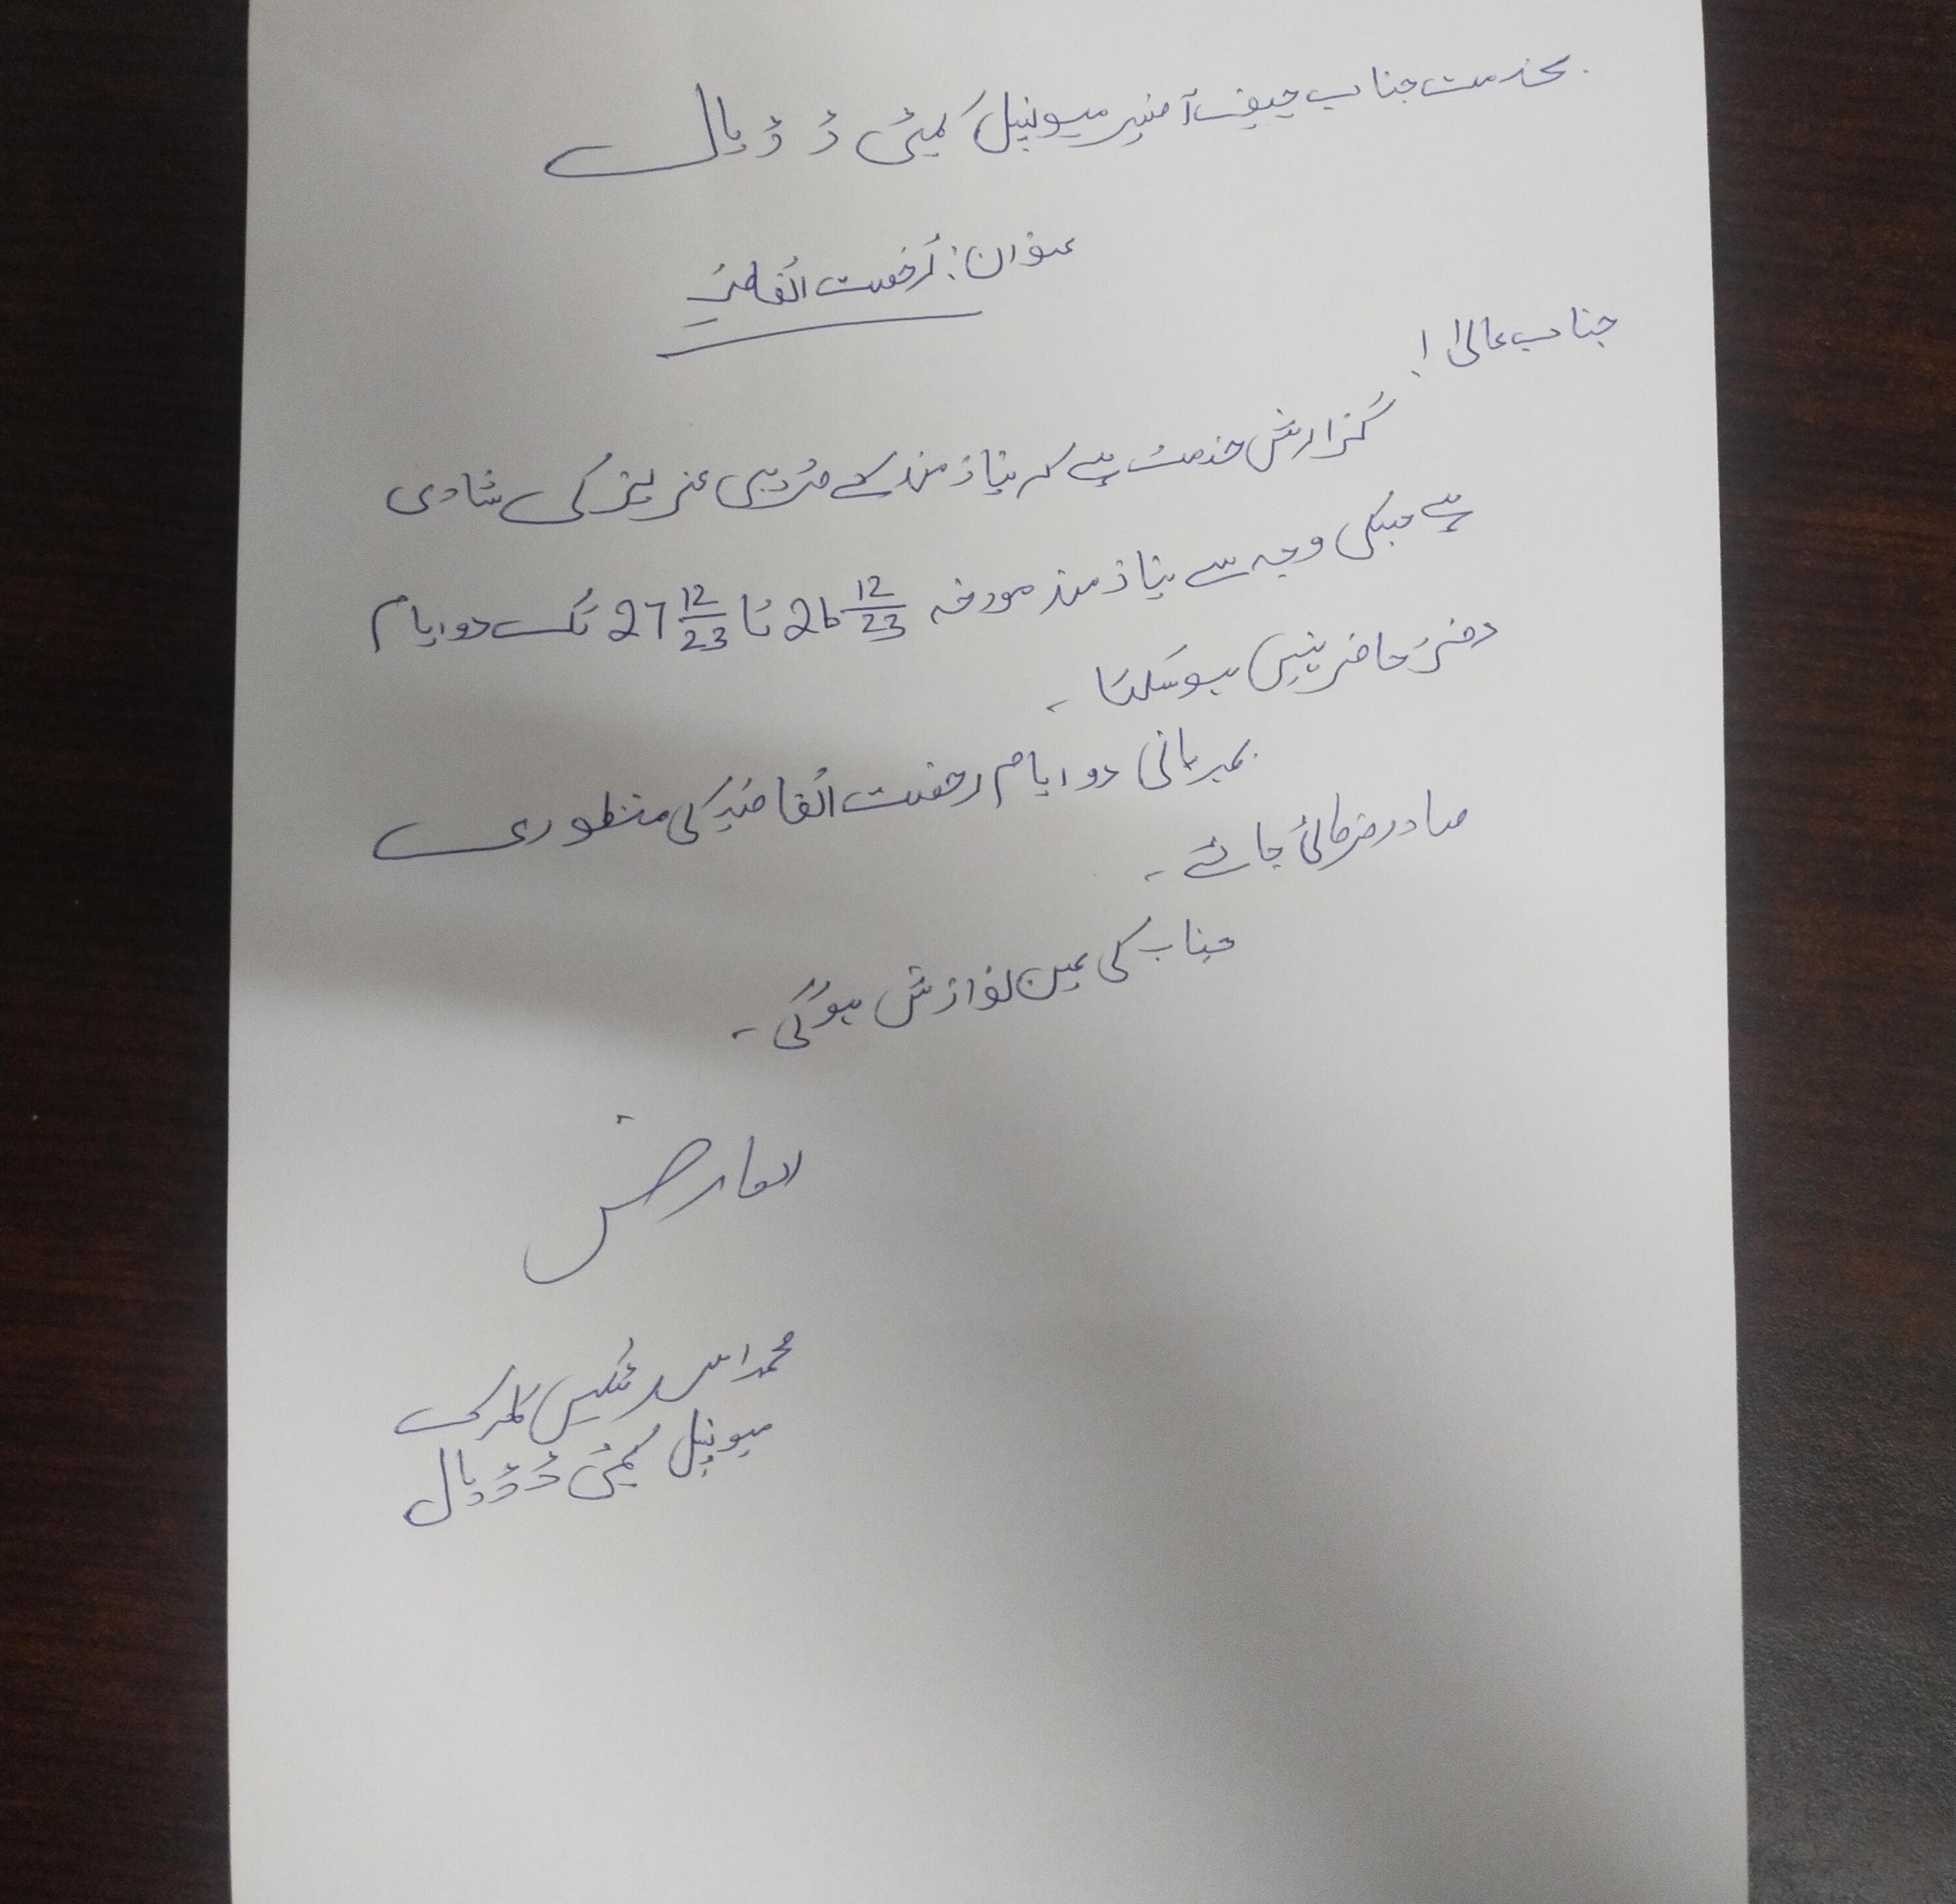 بخدمت جناب چیف آفیسر میونسپل کمیٹی ڈڈیال
عنوان: رخصت اتفاقیہ
جناب عالیٰ!
گزارش خدمت ہے کہ نیاز مند کے قریبی عزیز کی شادی
ہے جسکی وجہ سے نیاز مند مورخہ 26 12/23 تا 27 12/23 تک دو ایام
دفتر حاضر نہیں ہو سکتا ۔
بمہربانی دو ایام رخصت اتفاقیہ کی منظوری
صادر فرمائی جائے ۔
جناب کی عین نوازش ہو گی ۔
العارض
محمد اسد ٹیکس کلرک
میونسپل کمیٹی ڈڈیال